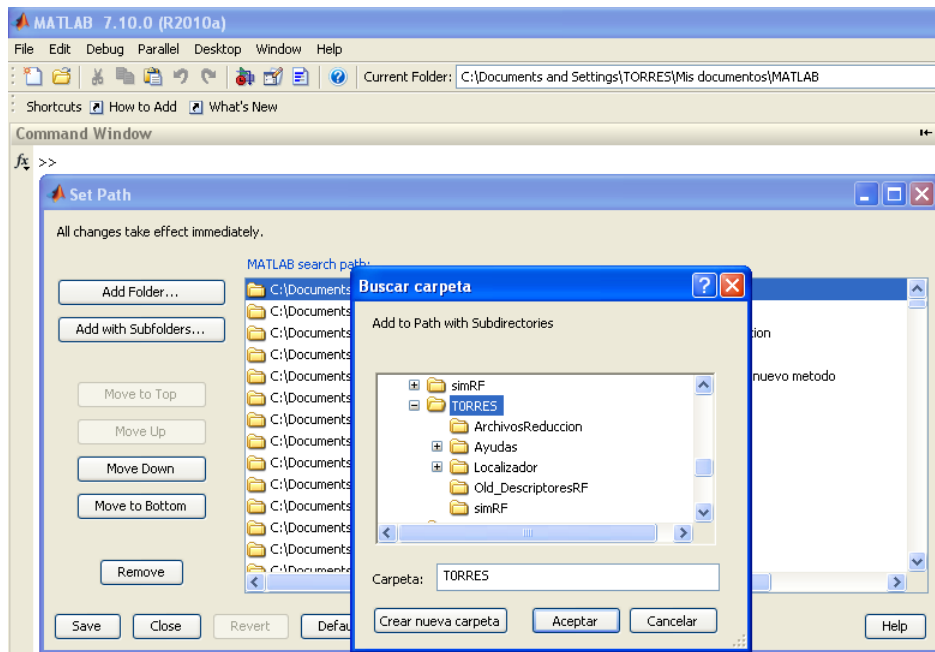 MATLAB 7.10.0 (R2010a)
File Edit Debug Parallel Desktop Window Help
Current Folder: C:\Documents and Settings\TORRES\Mis documentos\MATLAB
Shortcuts How to Add What's New
Command Window
fx >>
Set Path
All changes take effect immediately.
MATLAB search path:
Add Folder...
Add with Subfolders...
Move to Top
Move Up
Move Down
Move to Bottom
Remove
C:\Documents
C:\Documents
C:\Documents
C:\Documents
C:\Documents
C:\Documents
C:\Documents
C:\Documents
C:\Documents
C:\Documents
C:\Documents
C:\Documents
C:\Documents
Buscar carpeta
Add to Path with Subdirectories
simRF
TORRES
ArchivosReduccion
Ayudas
Localizador
Old_DescriptoresRF
simRF
Carpeta: TORRES
Crear nueva carpeta Aceptar Cancelar
tion
nuevo metodo
Save Close Revert Defau Help